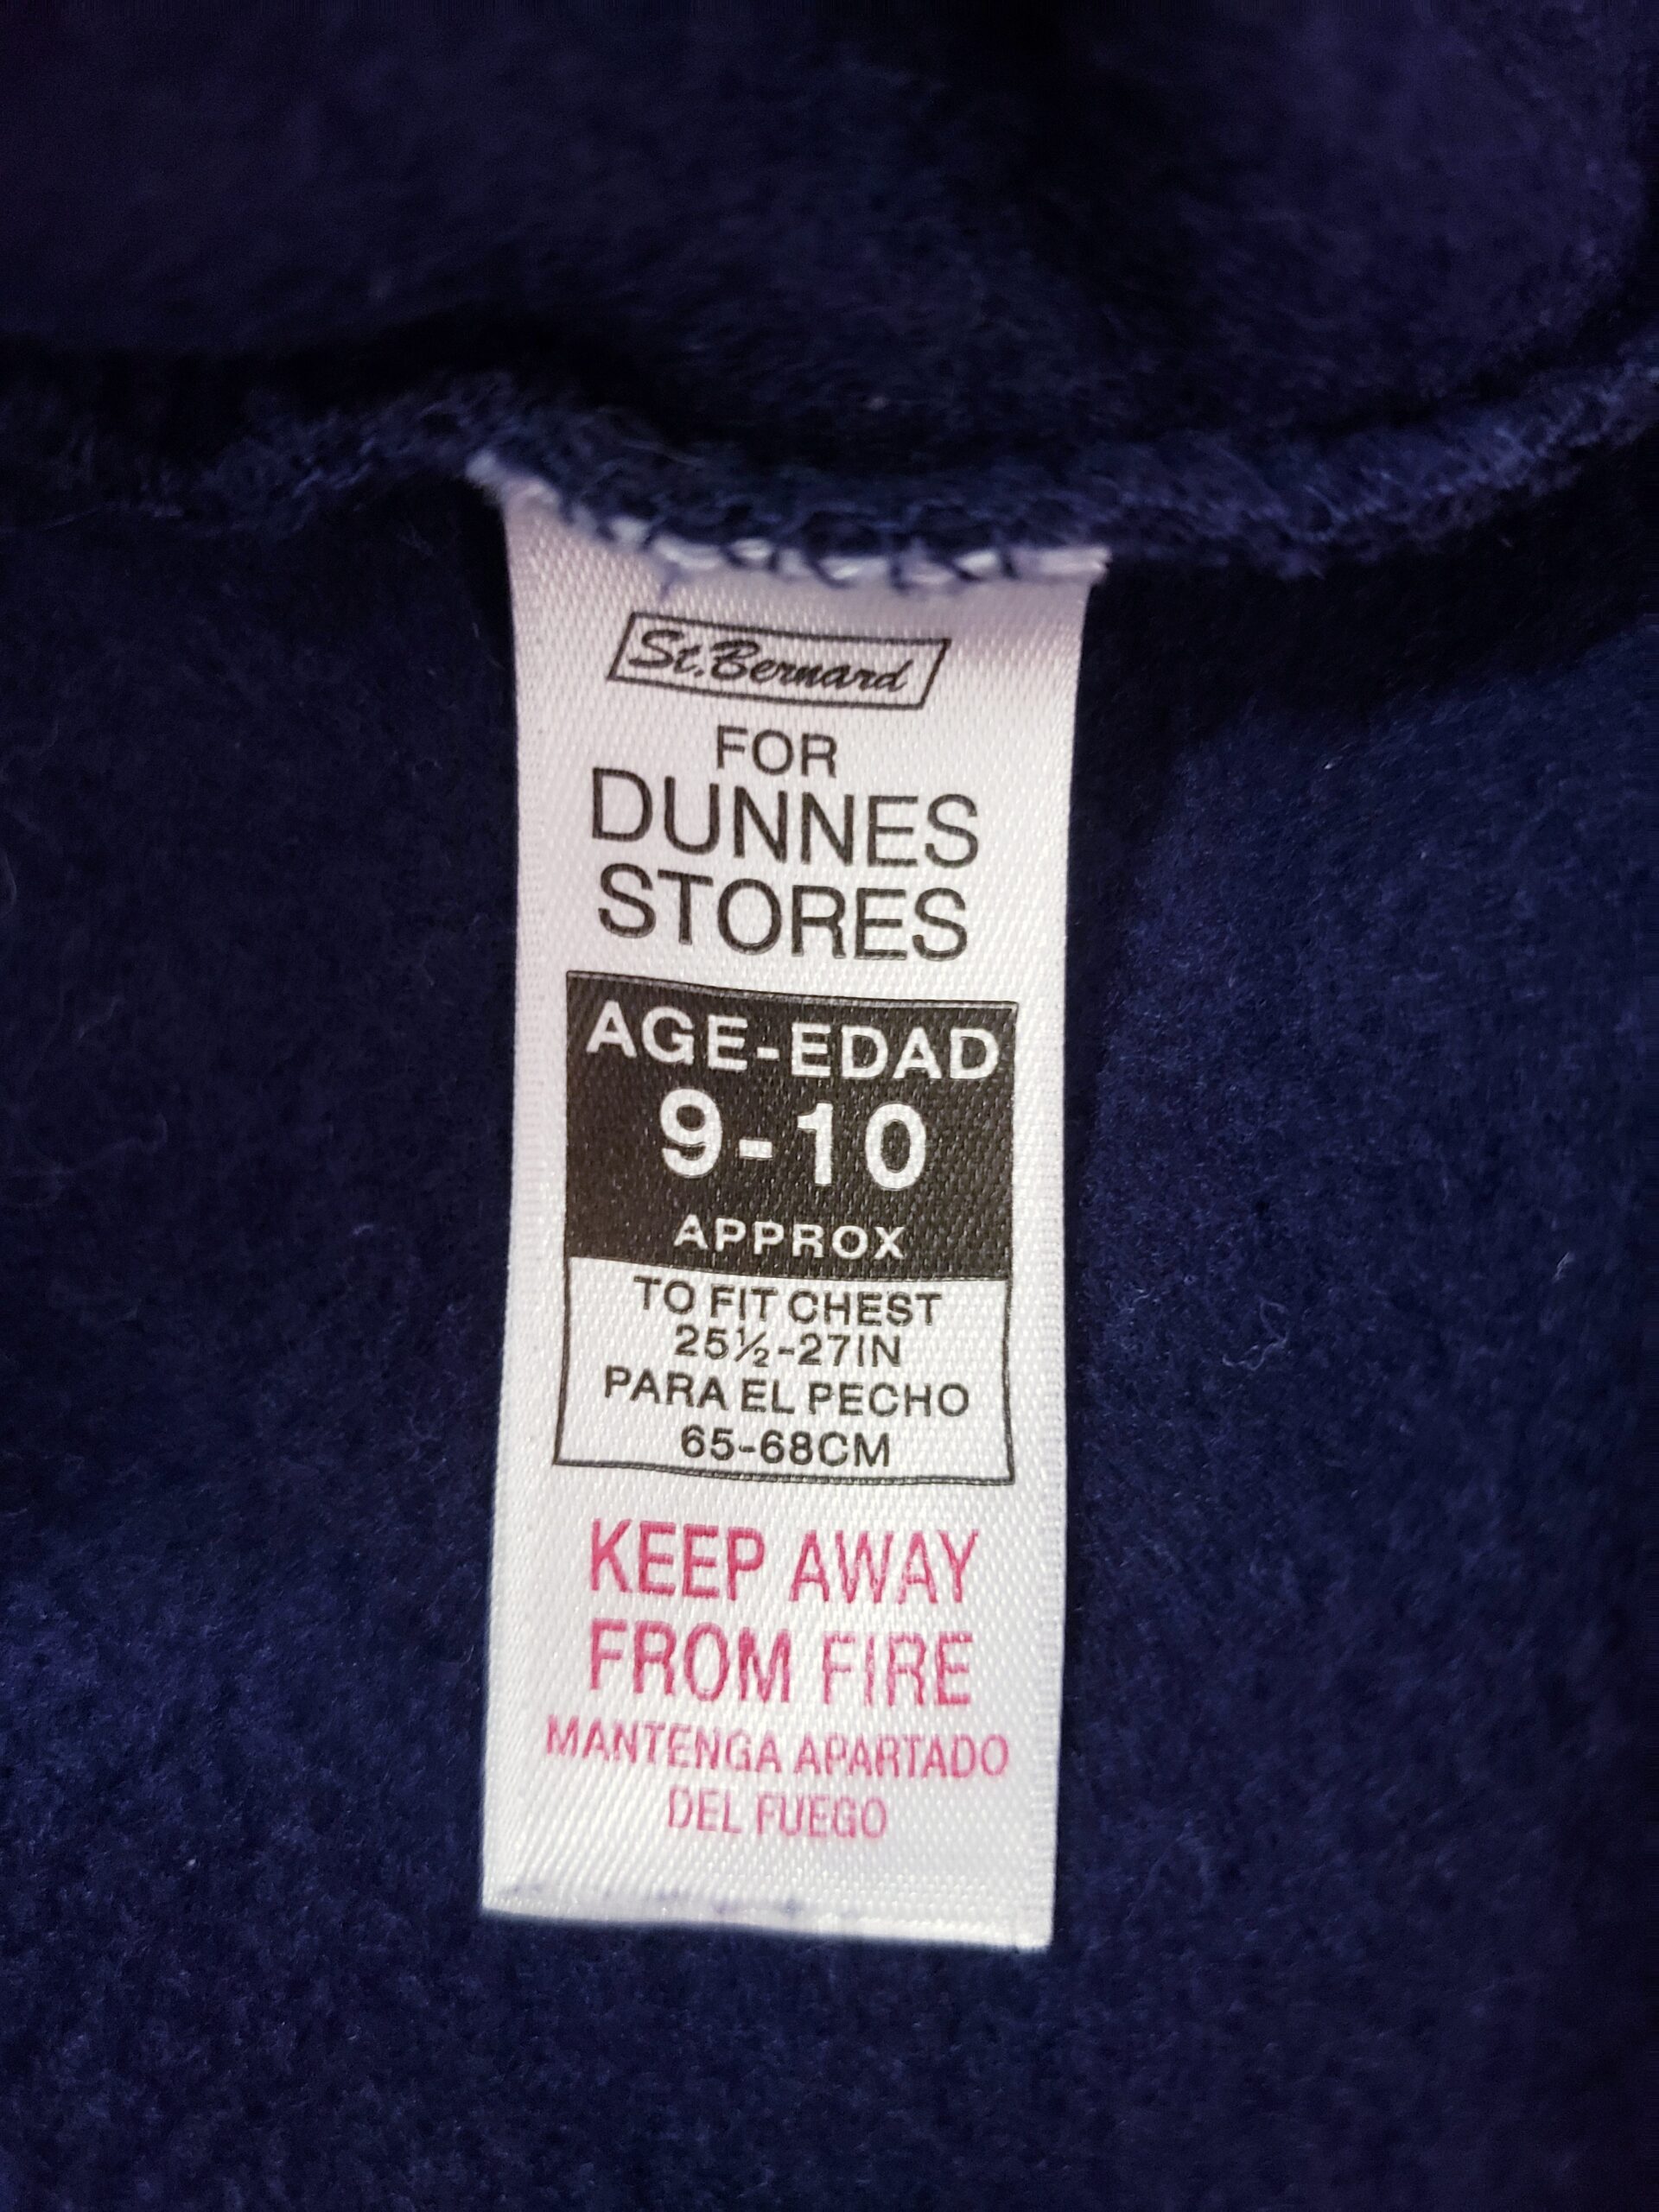 St.Bernard
FOR
DUNNES
STORES
AGE-EDAD
9-10
APPROX
TO FIT CHEST
25½-27IN
PARA EL PECHO
65-68CM
KEEP AWAY
FROM FIRE
MANTENGA APARTADO
DEL FUEGO